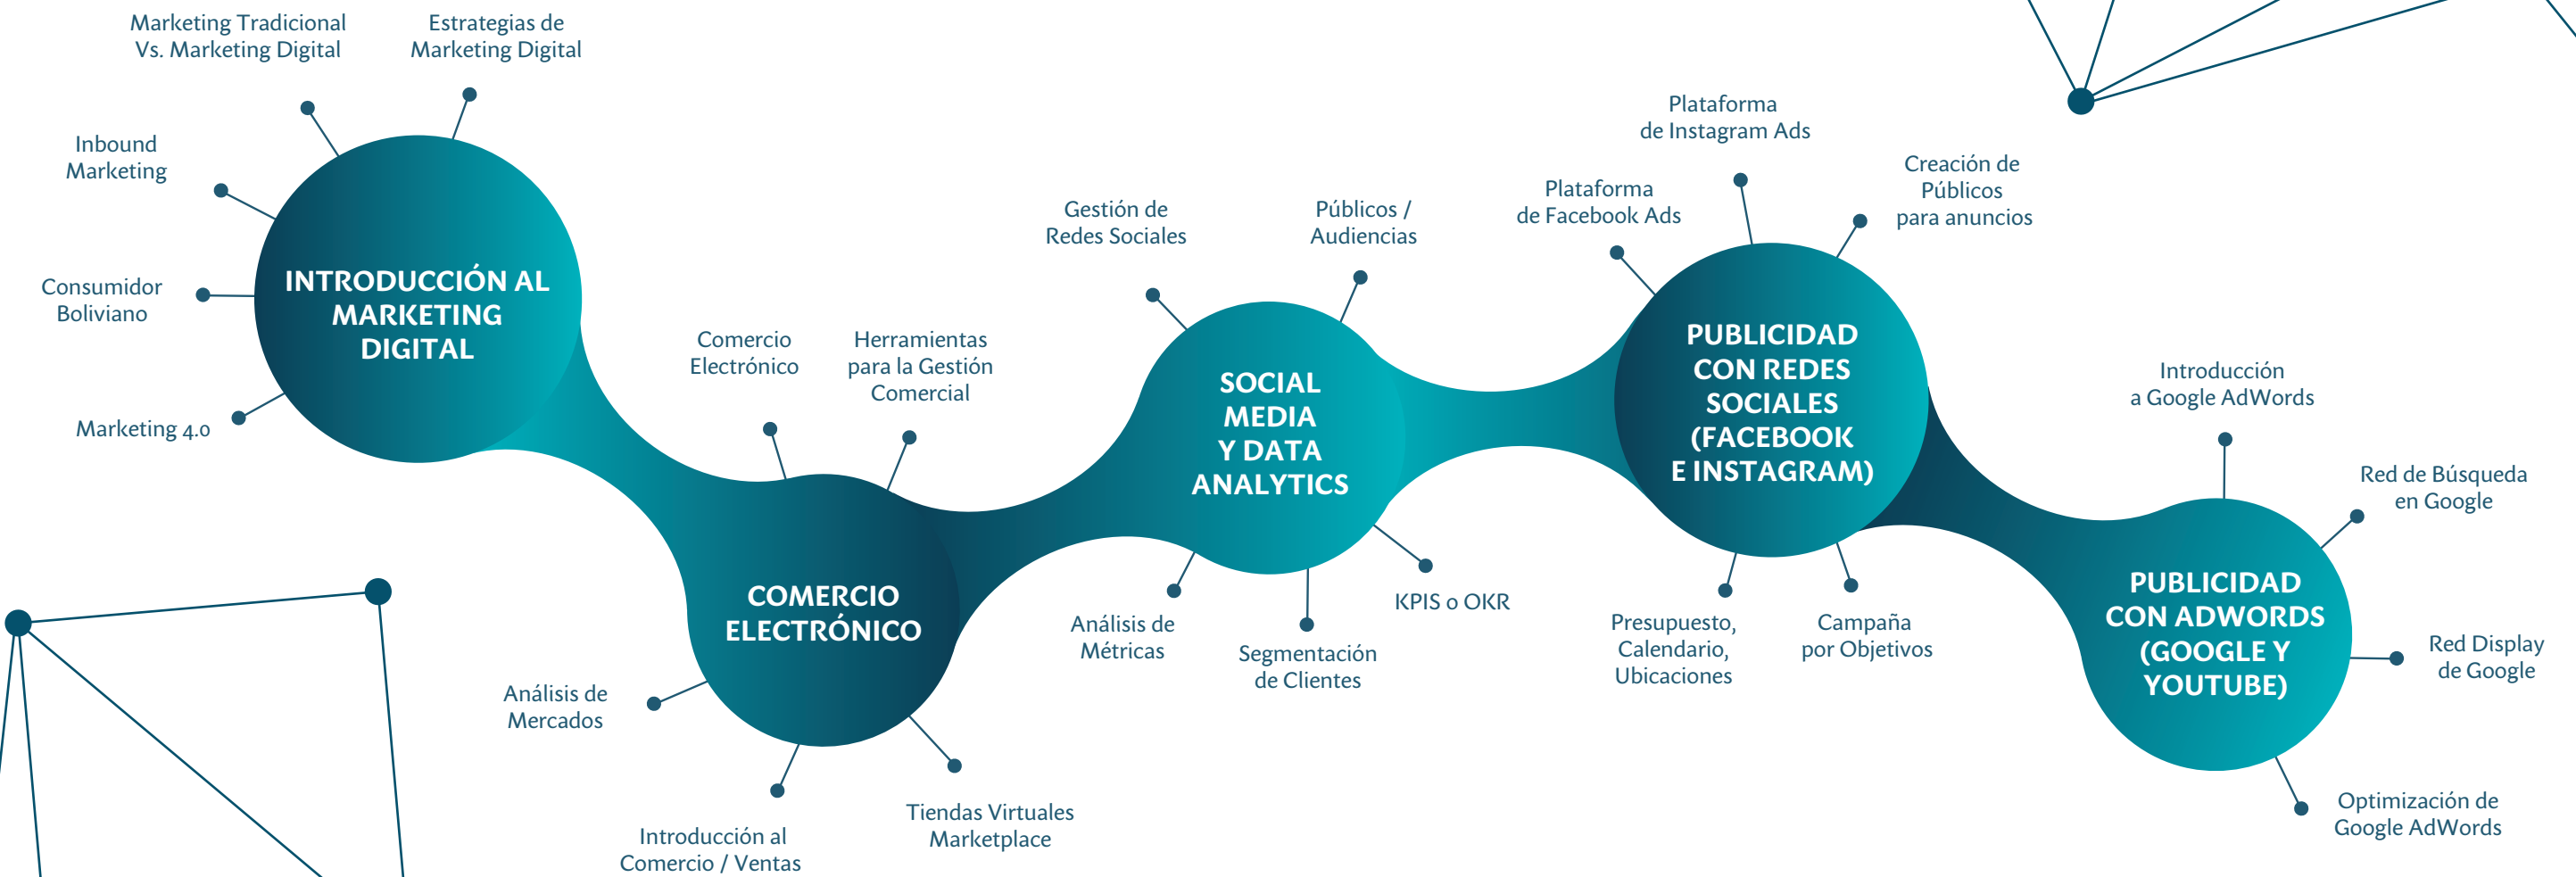 Marketing Tradicional
Vs. Marketing Digital
Estrategias de
Marketing Digital
Inbound
Marketing
Consumidor
Boliviano
Marketing 4.0
INTRODUCCIÓN AL
MARKETING
DIGITAL
Comercio
Electrónico
Herramientas
para la Gestión
Comercial
COMERCIO
ELECTRÓNICO
Análisis de
Mercados
Introducción al
Comercio / Ventas
Tiendas Virtuales
Marketplace
Gestión de
Redes Sociales
Públicos /
Audiencias
SOCIAL
MEDIA
Y DATA
ANALYTICS
Análisis de
Métricas
Segmentación
de Clientes
KPIS o OKR
Plataforma
de Facebook Ads
Plataforma
de Instagram Ads
Creación de
Públicos
para anuncios
PUBLICIDAD
CON REDES
SOCIALES
(FACEBOOK
E INSTAGRAM)
Presupuesto,
Calendario,
Ubicaciones
Campaña
por Objetivos
Introducción
a Google AdWords
Red de Búsqueda
en Google
PUBLICIDAD
CON ADWORDS
(GOOGLE Y
YOUTUBE)
Red Display
de Google
Optimización de
Google AdWords